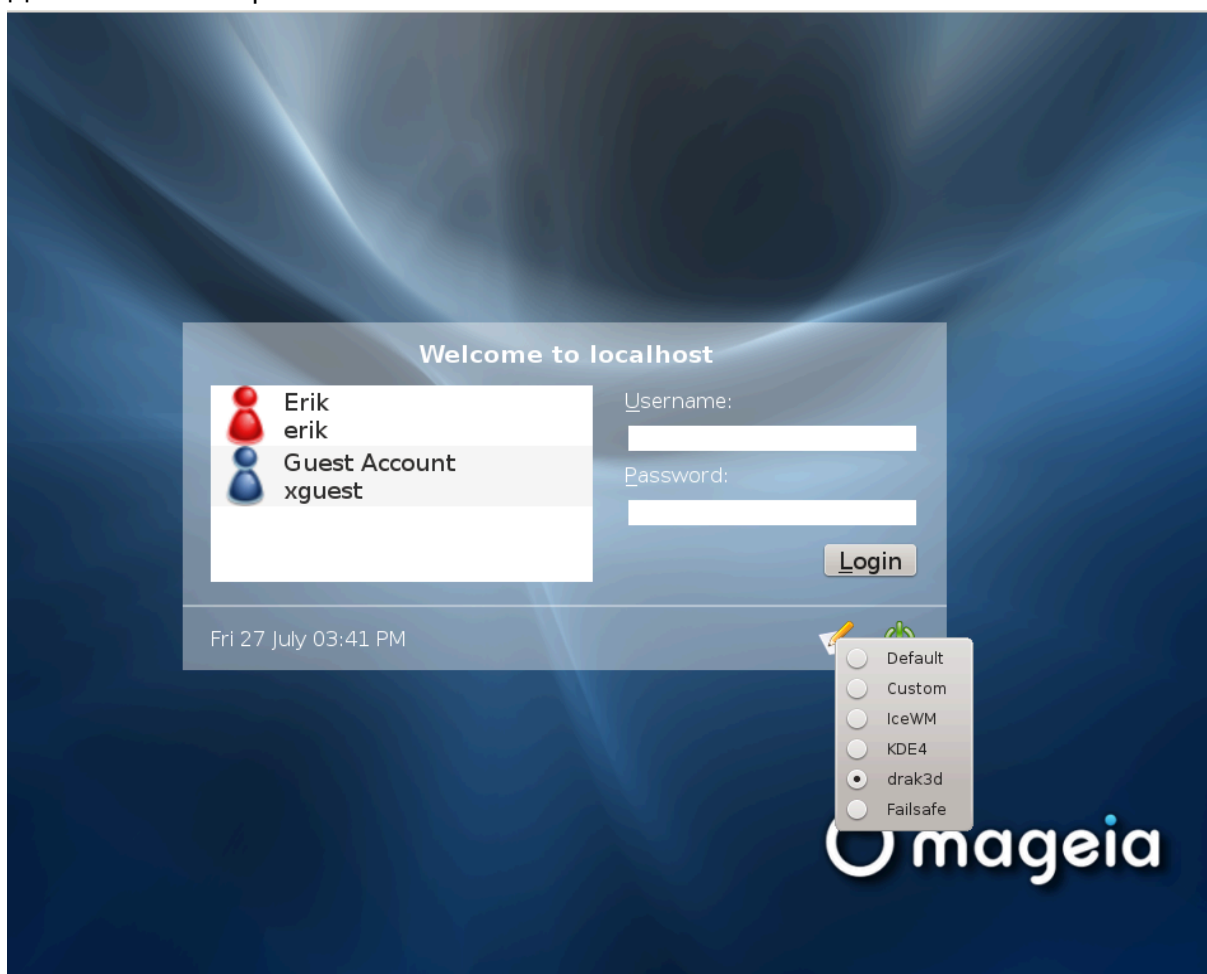 Welcome to localhost
Erik
erik
Guest Account
xguest
Username:
Password:
Login
Fri 27 July 03:41 PM
Default
Custom
IceWM
KDE4
drak3d
Failsafe
mageia